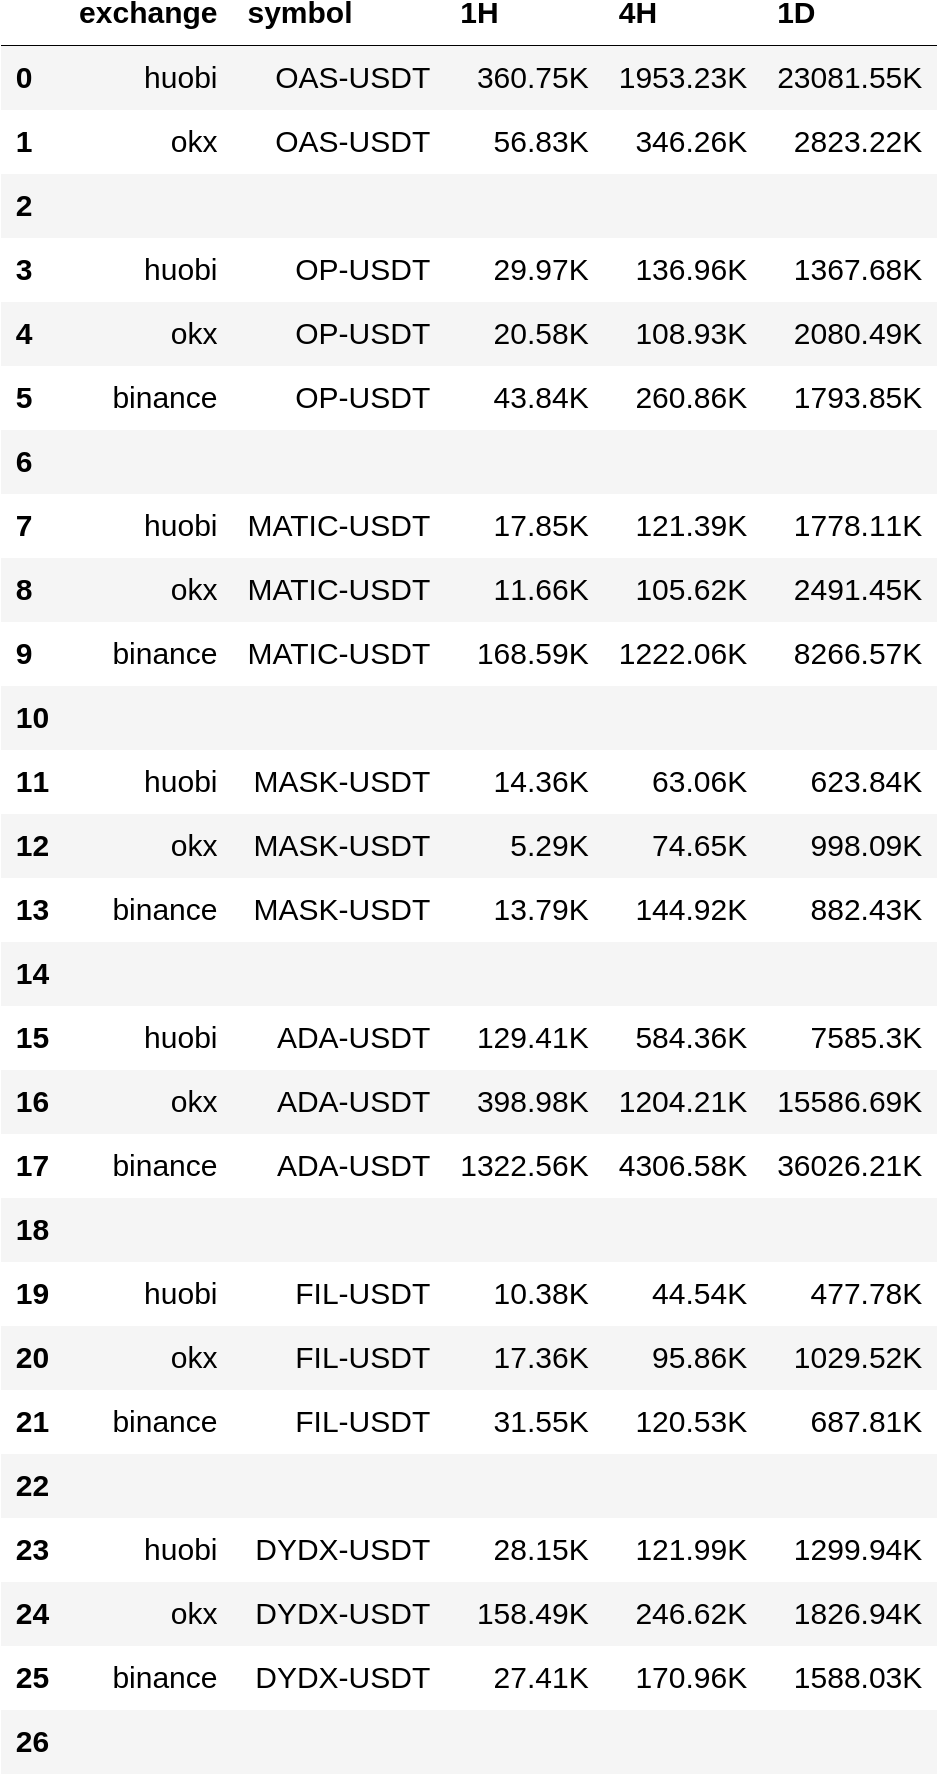 exchange symbol 1H 4H 1D
0 huobi OAS-USDT 360.75K 1953.23K 23081.55K
1 okx OAS-USDT 56.83K 346.26K 2823.22K
2
3 huobi OP-USDT 29.97K 136.96K 1367.68K
4 okx OP-USDT 20.58K 108.93K 2080.49K
5 binance OP-USDT 43.84K 260.86K 1793.85K
6
7 huobi MATIC-USDT 17.85K 121.39K 1778.11K
8 okx MATIC-USDT 11.66K 105.62K 2491.45K
9 binance MATIC-USDT 168.59K 1222.06K 8266.57K
10
11 huobi MASK-USDT 14.36K 63.06K 623.84K
12 okx MASK-USDT 5.29K 74.65K 998.09K
13 binance MASK-USDT 13.79K 144.92K 882.43K
14
15 huobi ADA-USDT 129.41K 584.36K 7585.3K
16 okx ADA-USDT 398.98K 1204.21K 15586.69K
17 binance ADA-USDT 1322.56K 4306.58K 36026.21K
18
19 huobi FIL-USDT 10.38K 44.54K 477.78K
20 okx FIL-USDT 17.36K 95.86K 1029.52K
21 binance FIL-USDT 31.55K 120.53K 687.81K
22
23 huobi DYDX-USDT 28.15K 121.99K 1299.94K
24 okx DYDX-USDT 158.49K 246.62K 1826.94K
25 binance DYDX-USDT 27.41K 170.96K 1588.03K
26